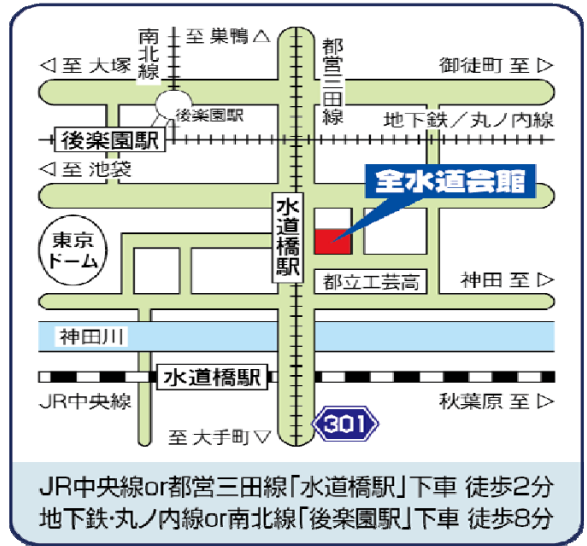 南北線
至 巣鴨 △
都営三田線
◁ 至 大塚
御徒町 至 ▷
後楽園駅
地下鉄/丸ノ内線
後楽園駅
◁ 至 池袋
全水道会館
水道橋駅
東京
ドーム
都立工芸高
神田 至 ▷
神田川
水道橋駅
JR中央線
秋葉原 至 ▷
301
至 大手町 ▽
JR中央線or都営三田線「水道橋駅」下車 徒歩2分
地下鉄・丸ノ内線or南北線「後楽園駅」下車 徒歩8分